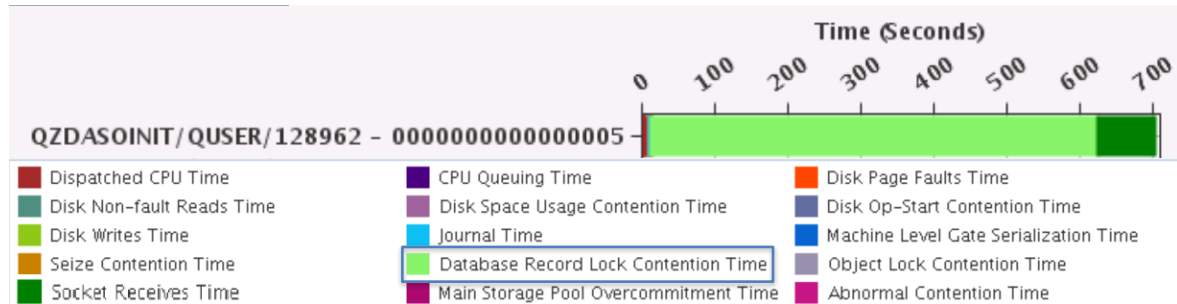 Time (Seconds)
0 100 200 300 400 500 600 700
QZDASOINIT/QUSER/128962 - 0000000000000005
Dispatched CPU Time CPU Queuing Time Disk Page Faults Time
Disk Non-fault Reads Time Disk Space Usage Contention Time Disk Op-Start Contention Time
Disk Writes Time Journal Time Machine Level Gate Serialization Time
Seize Contention Time Database Record Lock Contention Time Object Lock Contention Time
Socket Receives Time Main Storage Pool Overcommitment Time Abnormal Contention Time